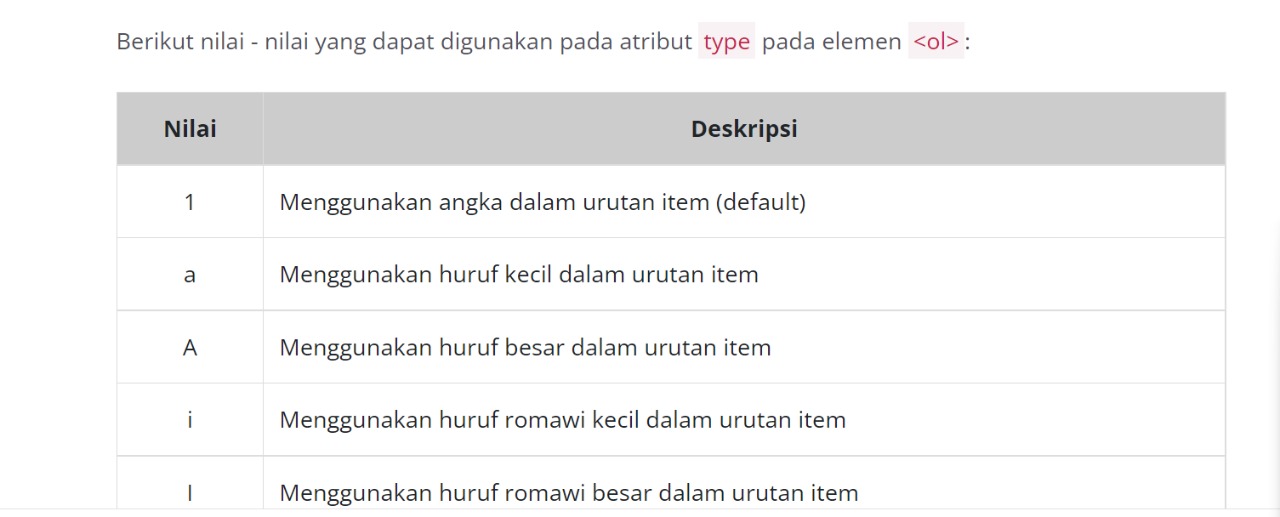 Berikut nilai - nilai yang dapat digunakan pada atribut type pada elemen <ol> :
Nilai Deskripsi
1 Menggunakan angka dalam urutan item (default)
a Menggunakan huruf kecil dalam urutan item
A Menggunakan huruf besar dalam urutan item
i Menggunakan huruf romawi kecil dalam urutan item
I Menggunakan huruf romawi besar dalam urutan item